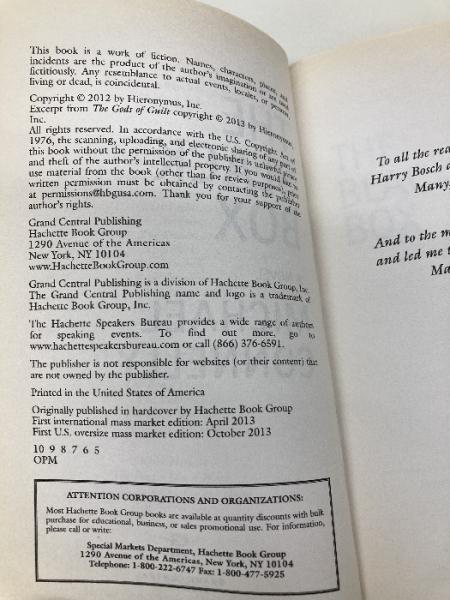 This book is a work of fiction. Names, characters, places, and
incidents are the product of the author's imagination or are used
fictitiously. Any resemblance to actual events, locales, or persons,
living or dead, is coincidental.
Copyright © 2012 by Hieronymus, Inc.
Excerpt from The Gods of Guilt copyright © 2013 by Hieronymus,
Inc.
All rights reserved. In accordance with the U.S. Copyright Act of
1976, the scanning, uploading, and electronic sharing of any part of
this book without the permission of the publisher is unlawful piracy
and theft of the author's intellectual property. If you would like to
use material from the book (other than for review purposes), prior
written permission must be obtained by contacting the publisher
at permissions@hbgusa.com. Thank you for your support of the
author's rights.
Grand Central Publishing
Hachette Book Group
1290 Avenue of the Americas
New York, NY 10104
www.HachetteBookGroup.com
Grand Central Publishing is a division of Hachette Book Group, Inc.
The Grand Central Publishing name and logo is a trademark of
Hachette Book Group, Inc.
The Hachette Speakers Bureau provides a wide range of authors
for speaking events. To find out more, go to
www.hachettespeakersbureau.com or call (866) 376-6591.
The publisher is not responsible for websites (or their content) that
are not owned by the publisher.
Printed in the United States of America
Originally published in hardcover by Hachette Book Group
First international mass market edition: April 2013
First U.S. oversize mass market edition: October 2013
10 9 8 7 6 5
OPM
ATTENTION CORPORATIONS AND ORGANIZATIONS:
Most Hachette Book Group books are available at quantity discounts with bulk
purchase for educational, business, or sales promotional use. For information,
please call or write:
Special Markets Department, Hachette Book Group
1290 Avenue of the Americas, New York, NY 10104
Telephone: 1-800-222-6747 Fax: 1-800-477-5925
To all the rea
Harry Bosch
Many
And to the m
and led me t
Ma